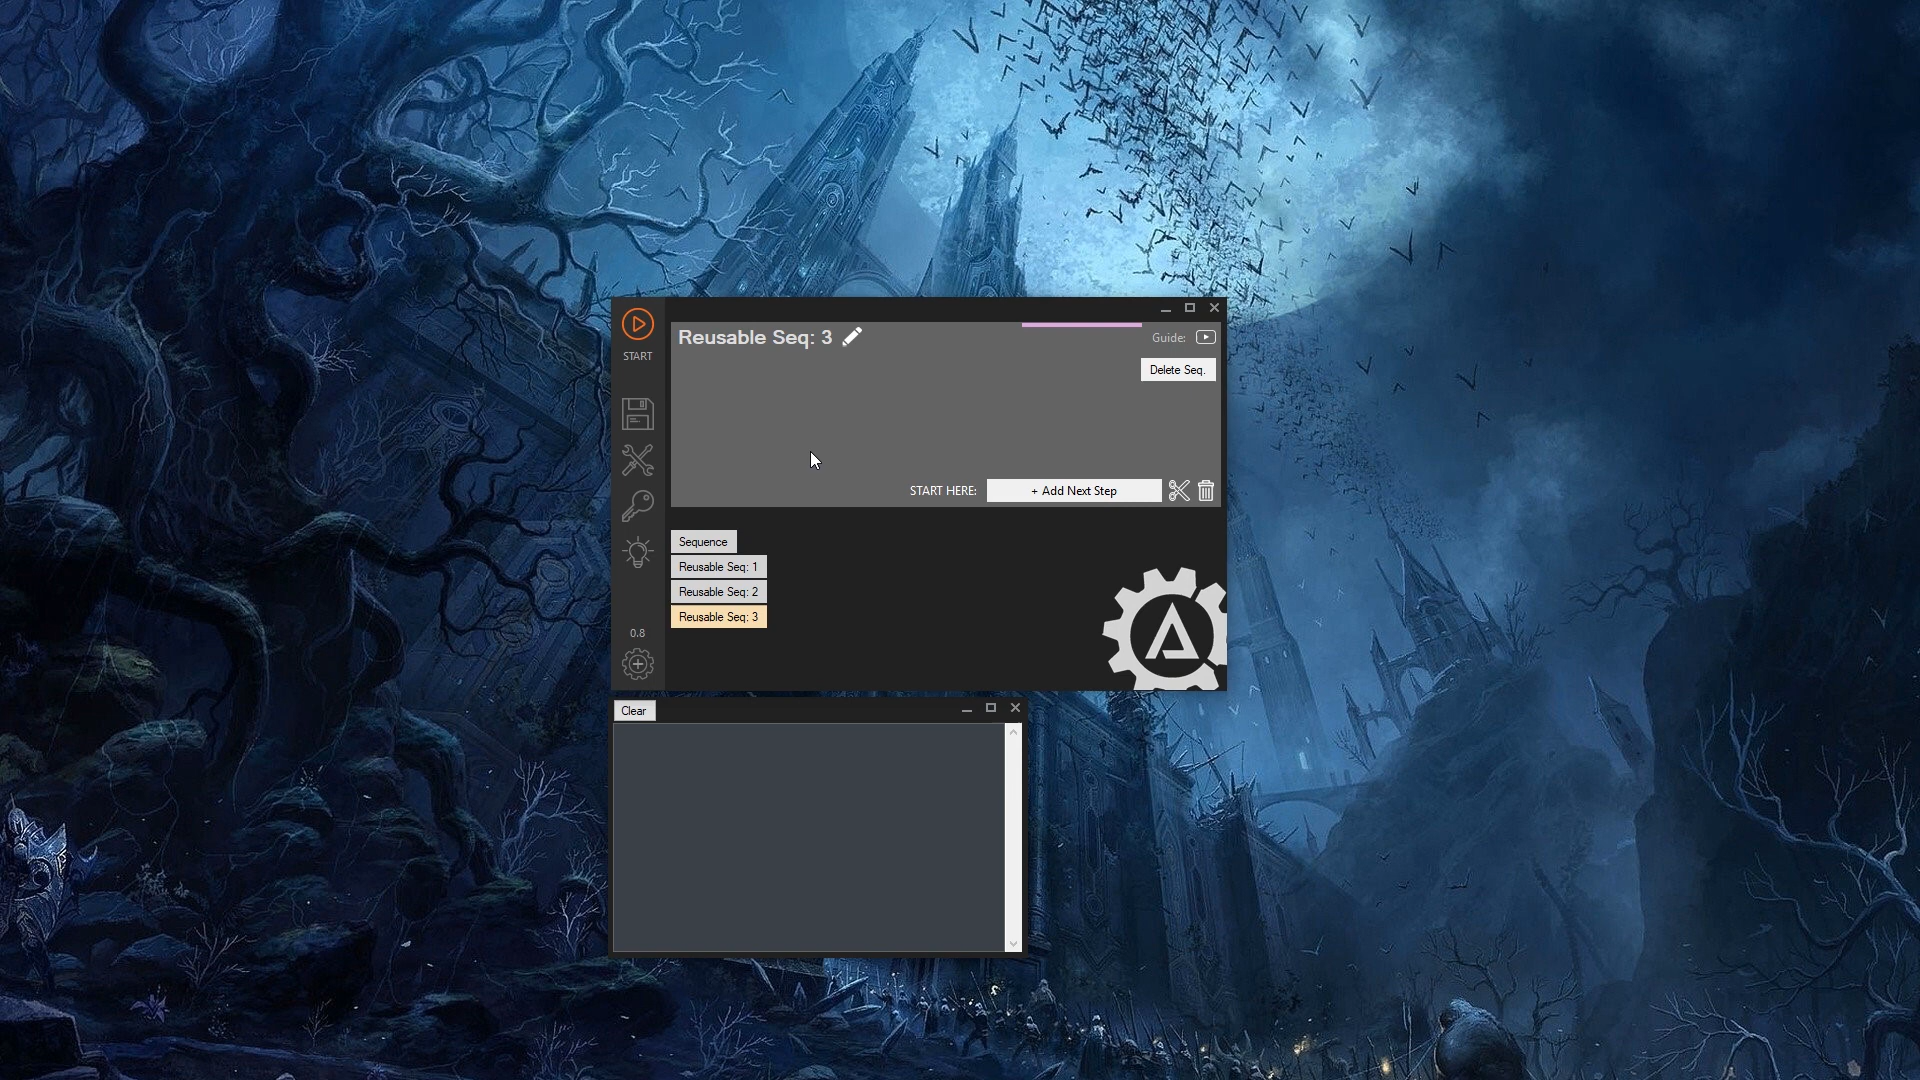 Reusable Seq: 3
Guide:
START
Delete Seq.
START HERE:
+ Add Next Step
Sequence
Reusable Seq: 1
Reusable Seq: 2
Reusable Seq: 3
0.8
Clear